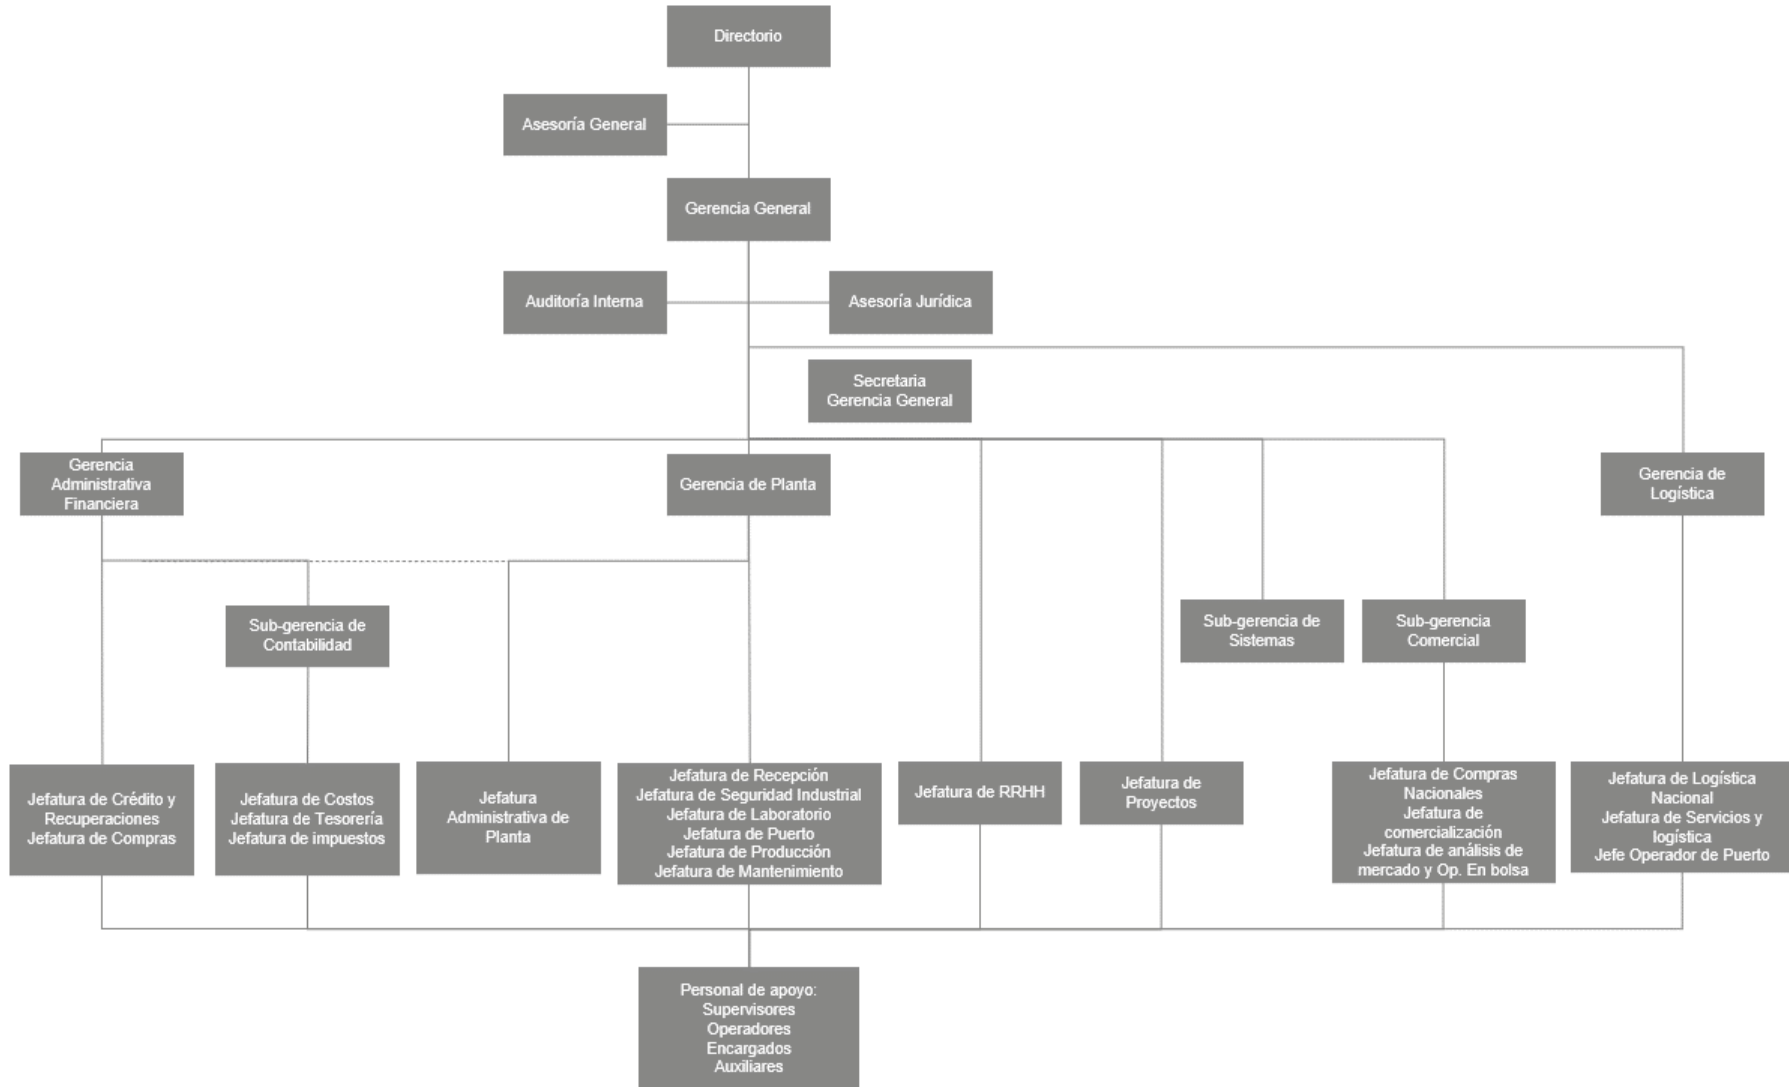 Directorio
Asesoría General
Gerencia General
Auditoría Interna
Asesoría Jurídica
Secretaria
Gerencia General
Gerencia
Administrativa
Financiera
Gerencia de Planta
Gerencia de
Logística
Sub-gerencia de
Contabilidad
Sub-gerencia de
Sistemas
Sub-gerencia
Comercial
Jefatura de Crédito y
Recuperaciones
Jefatura de Compras
Jefatura de Costos
Jefatura de Tesorería
Jefatura de impuestos
Jefatura
Administrativa de
Planta
Jefatura de Recepción
Jefatura de Seguridad Industrial
Jefatura de Laboratorio
Jefatura de Puerto
Jefatura de Producción
Jefatura de Mantenimiento
Jefatura de RRHH
Jefatura de
Proyectos
Jefatura de Compras
Nacionales
Jefatura de
comercialización
Jefatura de análisis de
mercado y Op. En bolsa
Jefatura de Logística
Nacional
Jefatura de Servicios y
logística
Jefe Operador de Puerto
Personal de apoyo:
Supervisores
Operadores
Encargados
Auxiliares